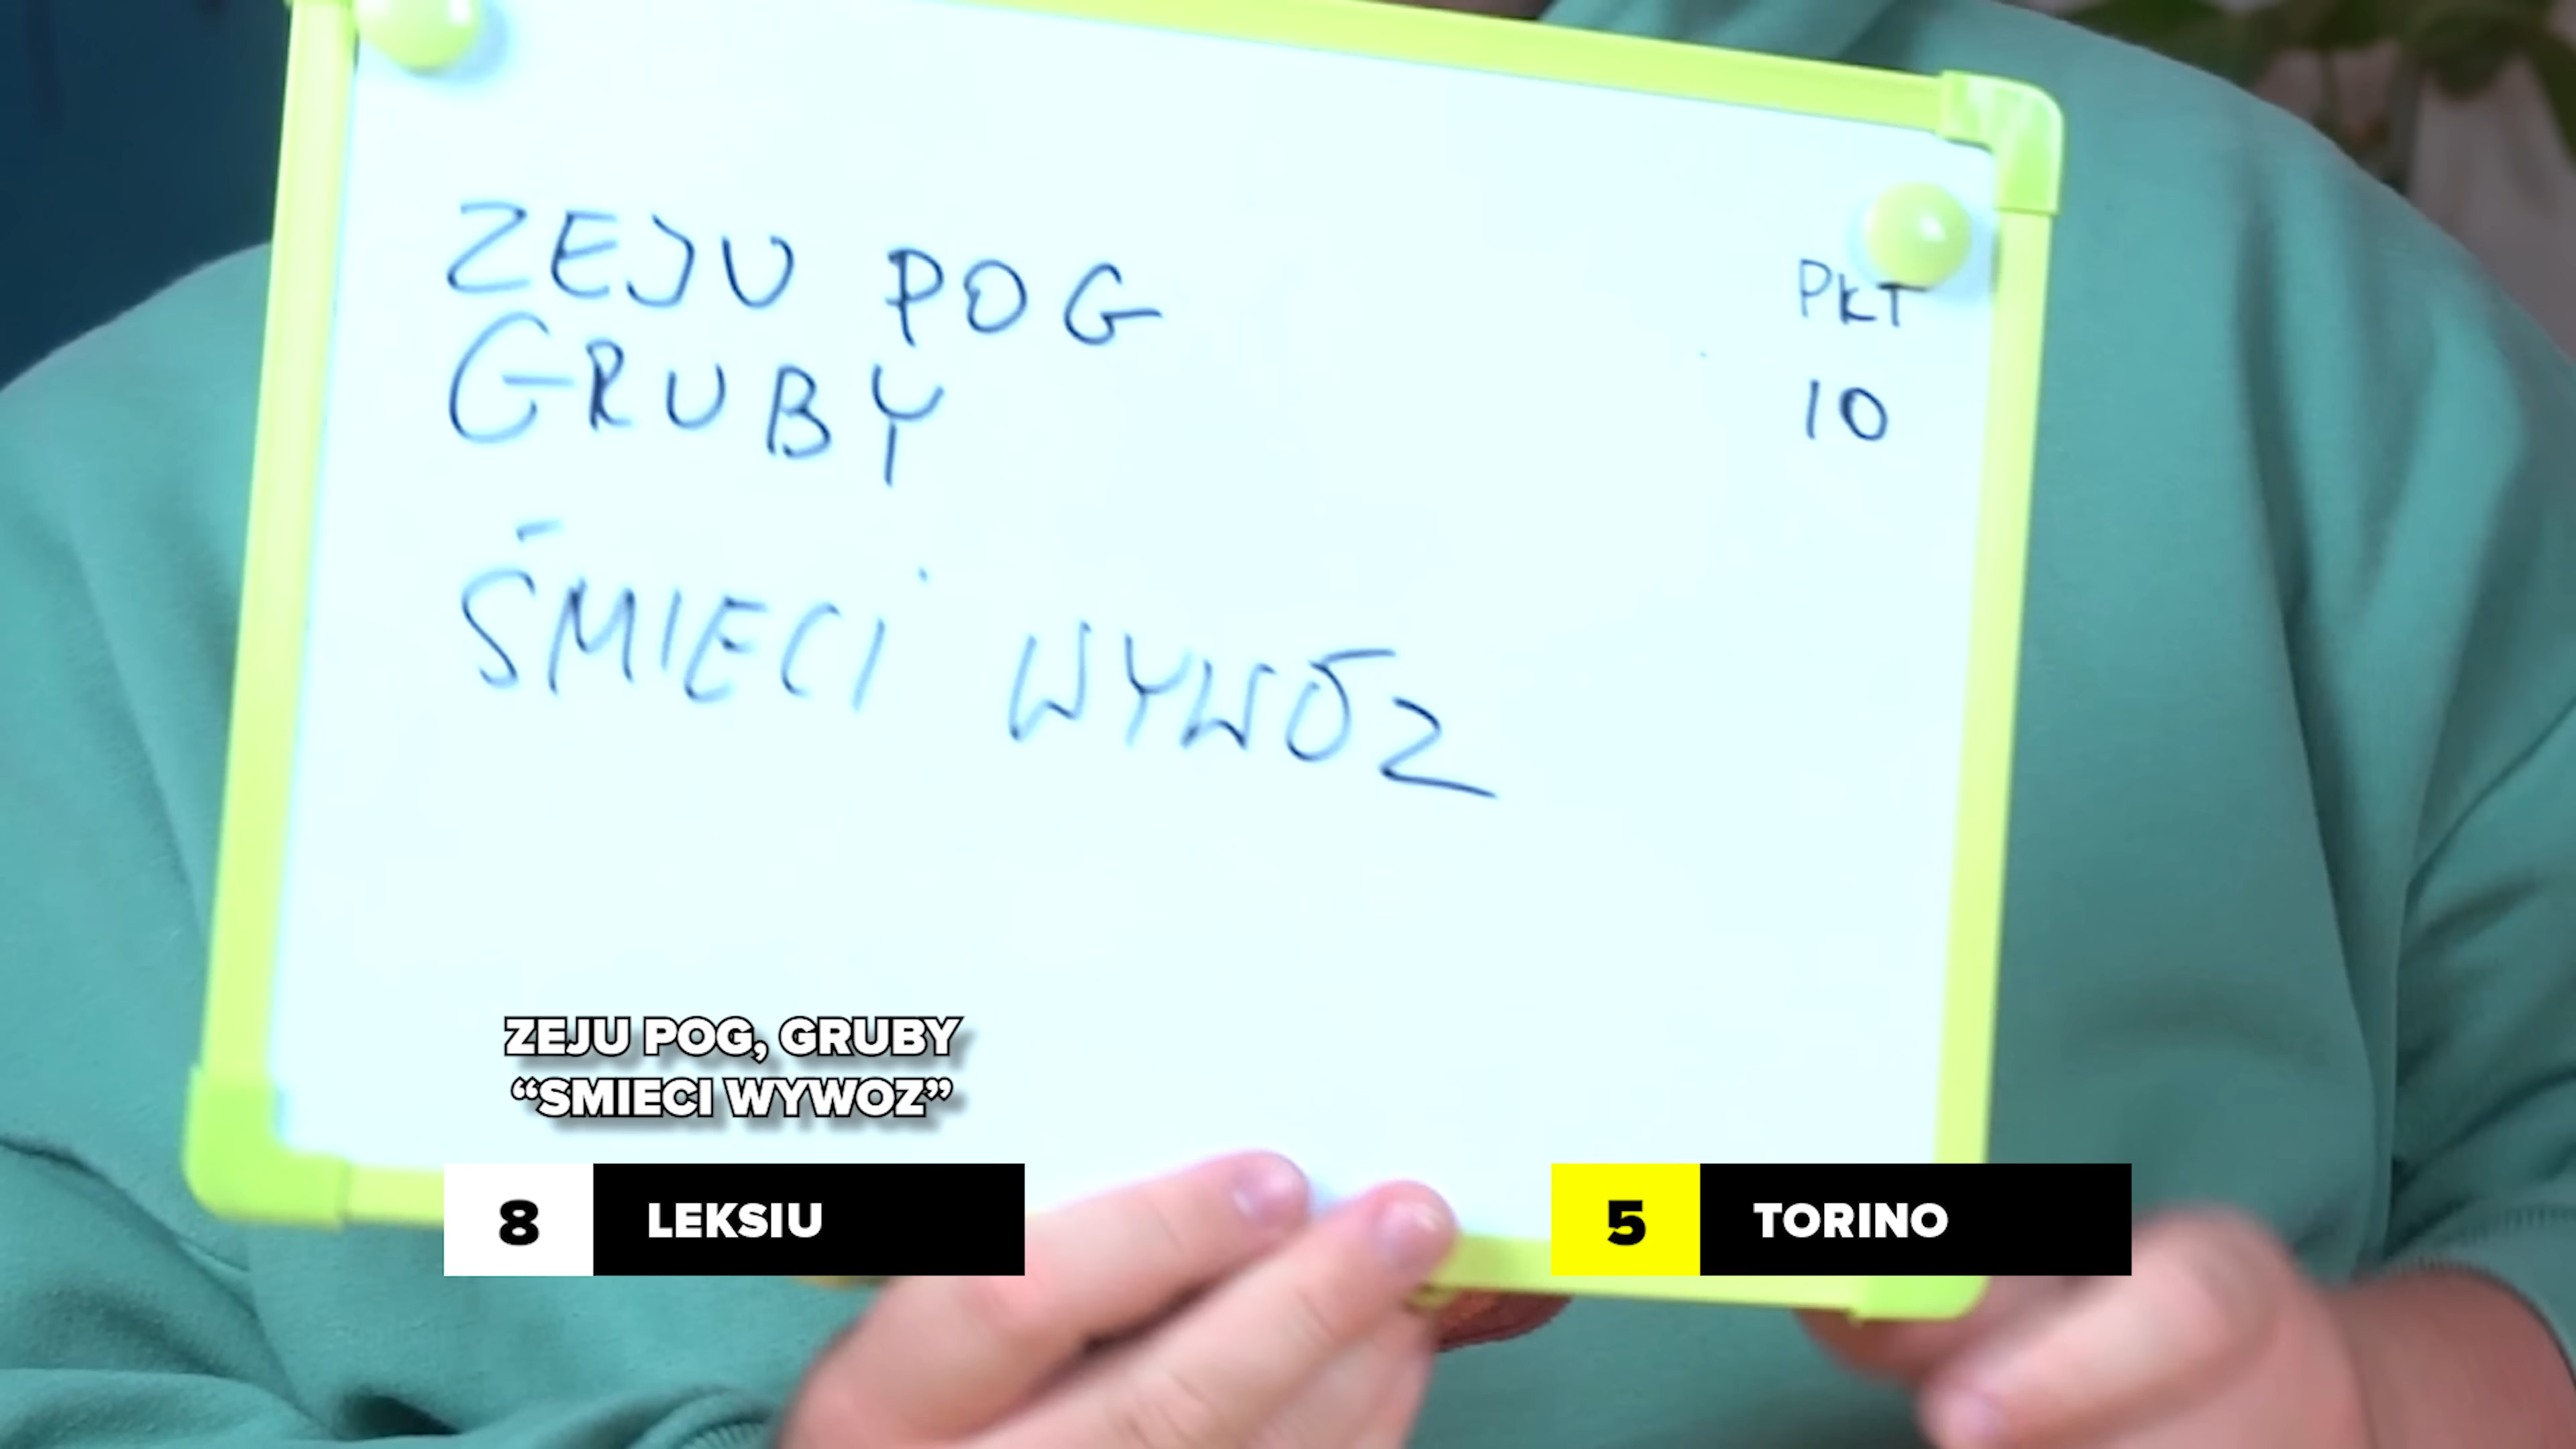 ZEJU POG
GRUBY
PKT
10
ŚMIECI WYWÓZ
ZEJU POG, GRUBY
“SMIECI WYWOZ”
8 LEKSIU
5 TORINO